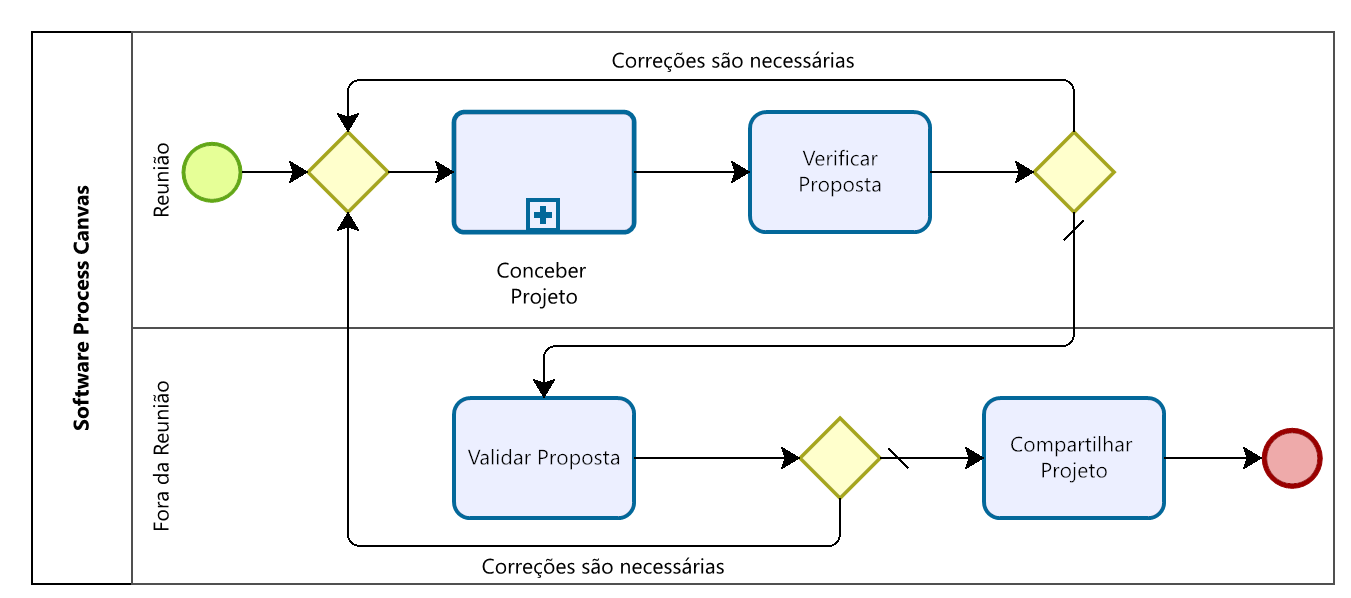 Software Process Canvas
Reunião
Correções são necessárias
Verificar
Proposta
Conceber
Projeto
Fora da Reunião
Validar Proposta
Compartilhar
Projeto
Correções são necessárias